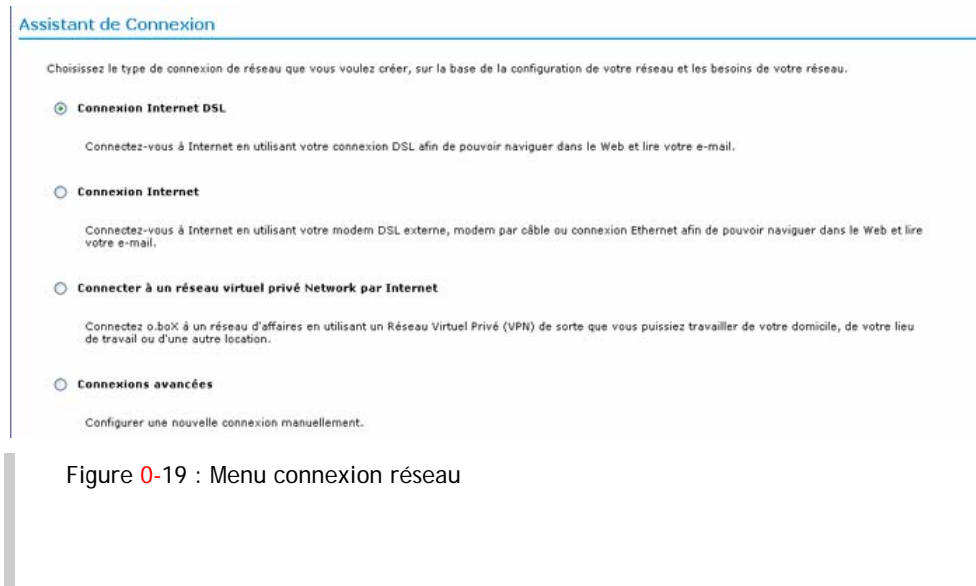 Assistant de Connexion
Choisissez le type de connexion de réseau que vous voulez créer, sur la base de la configuration de votre réseau et les besoins de votre réseau.
Connexion Internet DSL
Connectez-vous à Internet en utilisant votre connexion DSL afin de pouvoir naviguer dans le Web et lire votre e-mail.
Connexion Internet
Connectez-vous à Internet en utilisant votre modem DSL externe, modem par câble ou connexion Ethernet afin de pouvoir naviguer dans le Web et lire
votre e-mail.
Connecter à un réseau virtuel privé Network par Internet
Connectez o.boX à un réseau d'affaires en utilisant un Réseau Virtuel Privé (VPN) de sorte que vous puissiez travailler de votre domicile, de votre lieu
de travail ou d'une autre location.
Connexions avancées
Configurer une nouvelle connexion manuellement.
Figure 0-19 : Menu connexion réseau